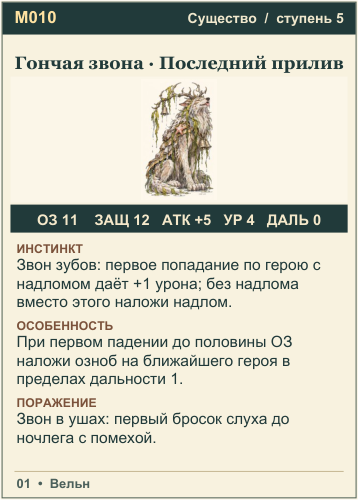 M010
Существо / ступень 5
Гончая звона · Последний прилив
ОЗ 11 ЗАЩ 12 АТК +5 УР 4 ДАЛЬ 0
ИНСТИНКТ
Звон зубов: первое попадание по герою с
надломом даёт +1 урона; без надлома
вместо этого наложи надлом.
ОСОБЕННОСТЬ
При первом падении до половины ОЗ
наложи озноб на ближайшего героя в
пределах дальности 1.
ПОРАЖЕНИЕ
Звон в ушах: первый бросок слуха до
ночлега с помехой.
01 • Вельн